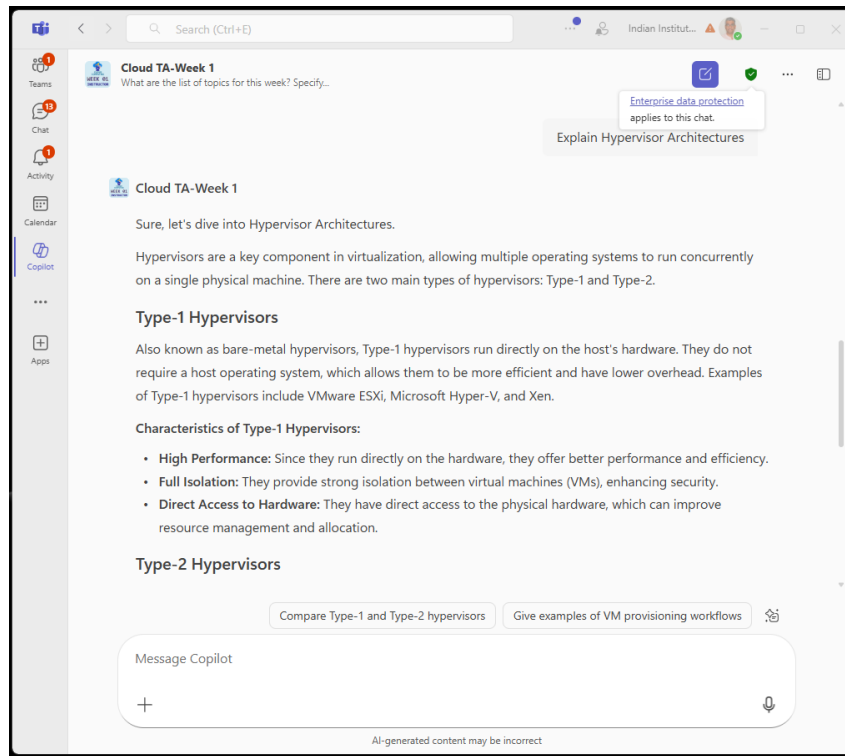 Search (Ctrl+E)
Indian Institut...
1
Teams
13
Chat
1
Activity
Calendar
Copilot
Apps
WEEK 01
Cloud TA-Week 1
What are the list of topics for this week? Specify...
Enterprise data protection
applies to this chat.
Explain Hypervisor Architectures
Cloud TA-Week 1
Sure, let's dive into Hypervisor Architectures.
Hypervisors are a key component in virtualization, allowing multiple operating systems to run concurrently
on a single physical machine. There are two main types of hypervisors: Type-1 and Type-2.
Type-1 Hypervisors
Also known as bare-metal hypervisors, Type-1 hypervisors run directly on the host's hardware. They do not
require a host operating system, which allows them to be more efficient and have lower overhead. Examples
of Type-1 hypervisors include VMware ESXi, Microsoft Hyper-V, and Xen.
Characteristics of Type-1 Hypervisors:
• High Performance: Since they run directly on the hardware, they offer better performance and efficiency.
• Full Isolation: They provide strong isolation between virtual machines (VMs), enhancing security.
• Direct Access to Hardware: They have direct access to the physical hardware, which can improve
resource management and allocation.
Type-2 Hypervisors
Compare Type-1 and Type-2 hypervisors
Give examples of VM provisioning workflows
Message Copilot
AI-generated content may be incorrect